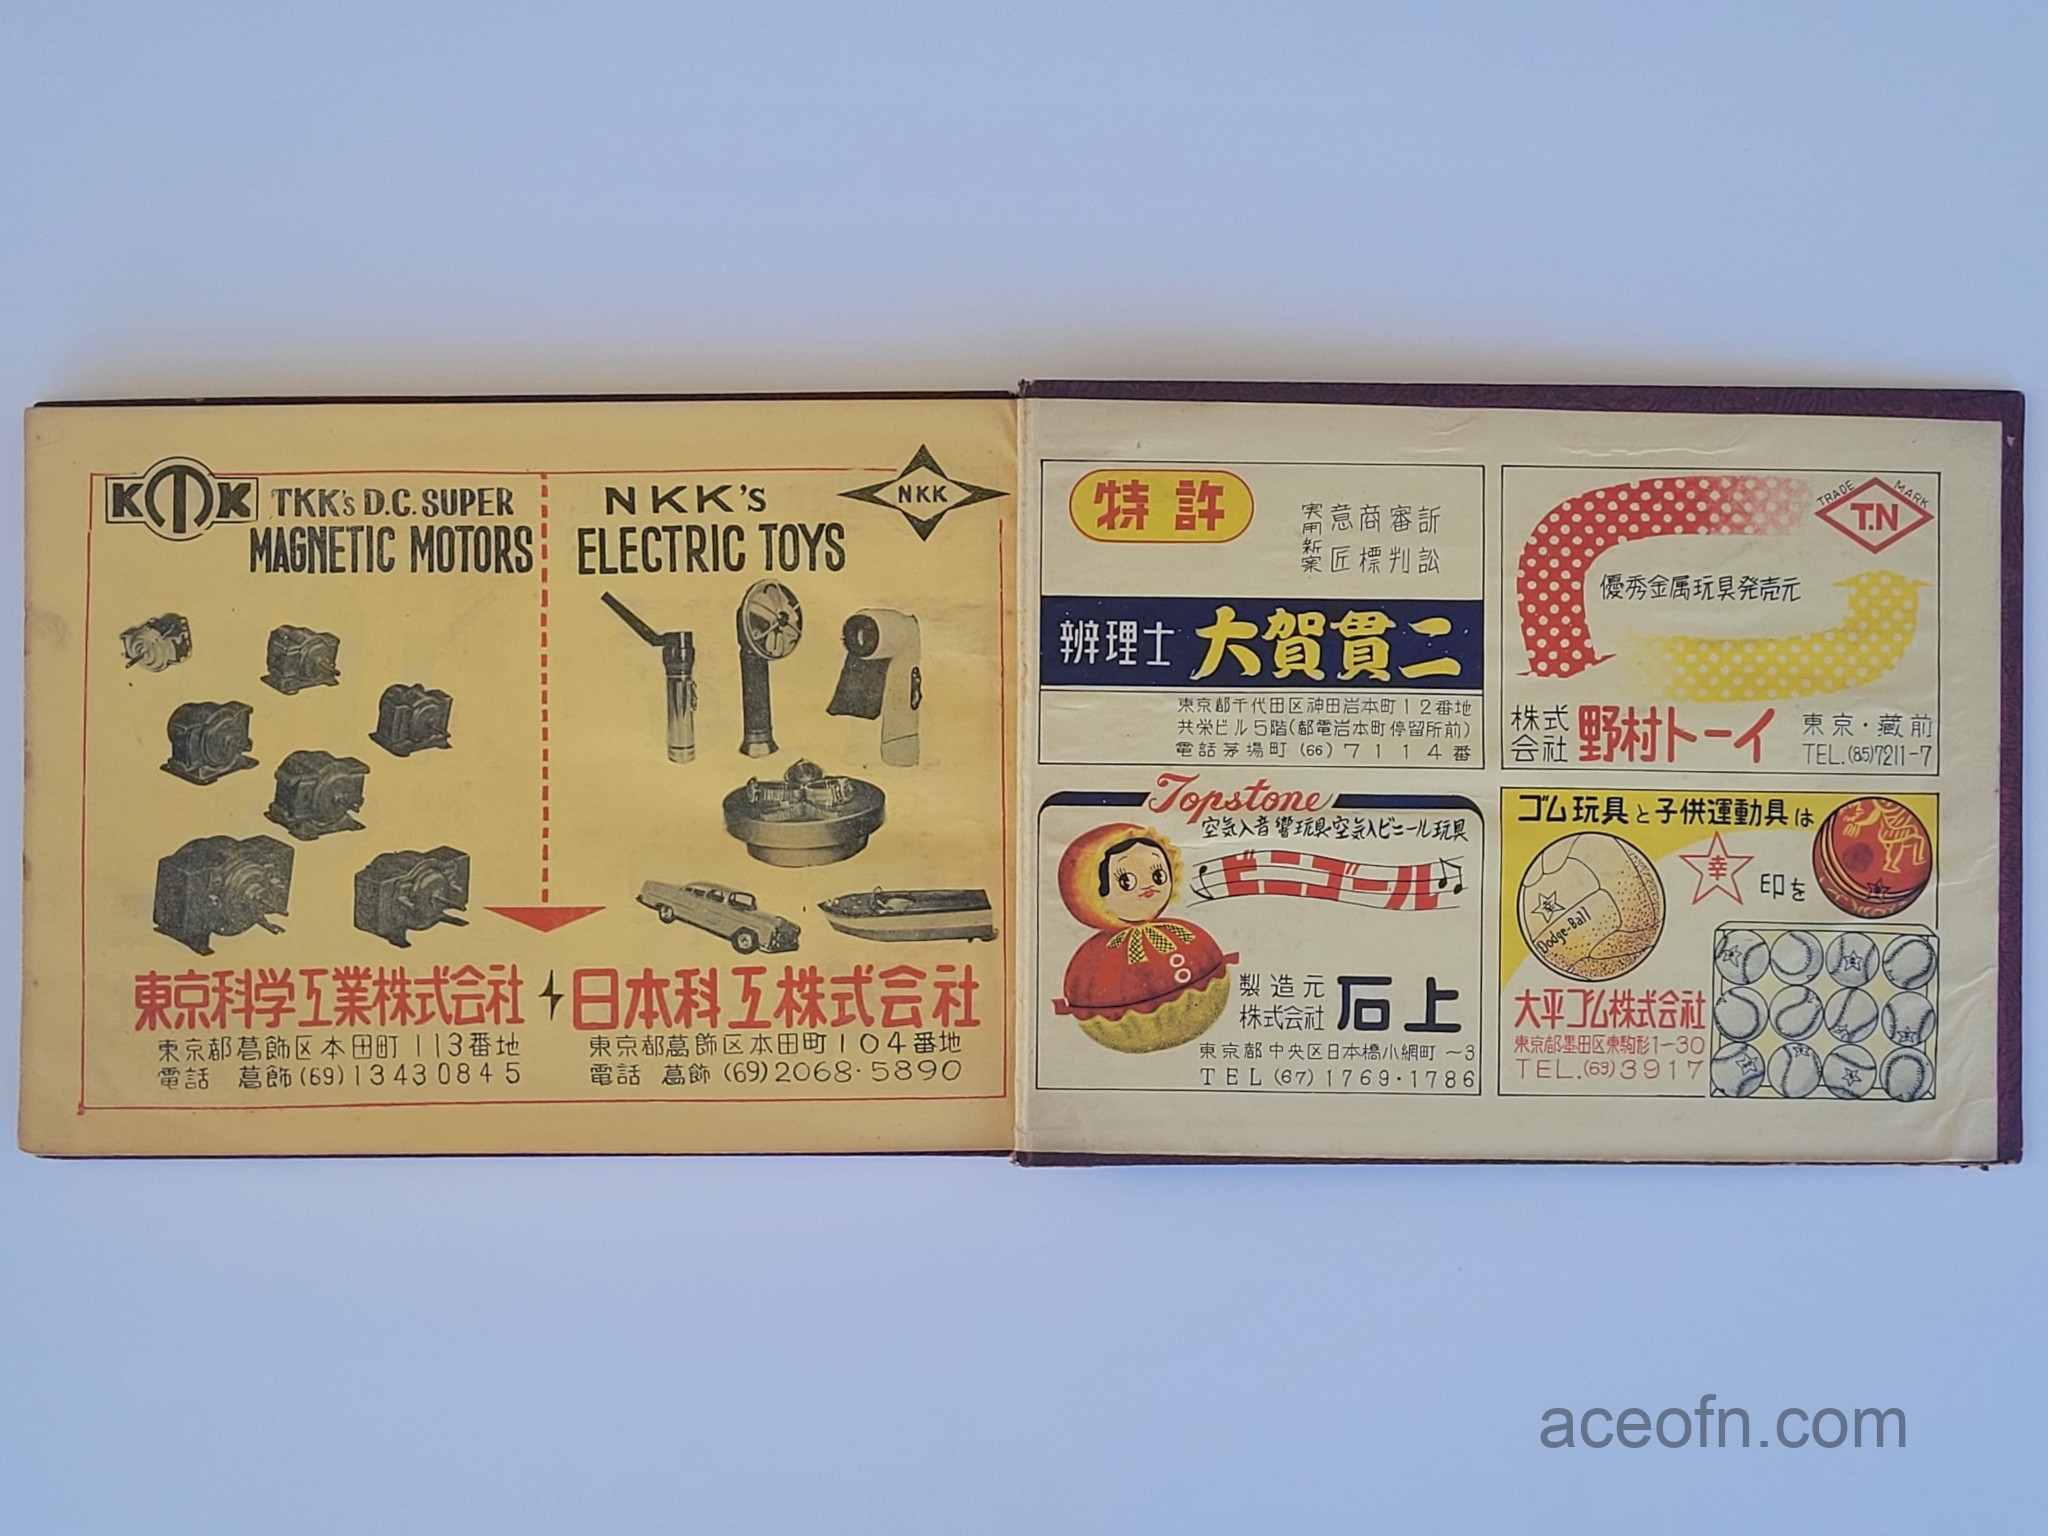 KTK
TKK's D.C. SUPER
MAGNETIC MOTORS
NKK'S
ELECTRIC TOYS
NKK
東京科学工業株式会社
東京都葛飾区本田町113番地
電話 葛飾(69)13430845
日本科工株式会社
東京都葛飾区本田町104番地
電話 葛飾(69)2068・5890
特許
実用新案
意匠
商標
審判
訴訟
辨理士 大賀貫二
東京都千代田区神田岩本町12番地
共栄ビル5階(都電岩本町停留所前)
電話茅場町(66)7114番
TRADE MARK
T.N
優秀金属玩具発売元
株式会社 野村トーイ
東京・蔵前
TEL.(85)7211-7
Topstone
空気入音響玩具・空気入ビニール玩具
ビニゴール
製造元
株式会社 石上
東京都中央区日本橋小網町~3
TEL(67)1769・1786
ゴム玩具と子供運動具は
幸
印を
幸
Dodge-Ball
大平ゴム株式会社
東京都墨田区東駒形1-30
TEL.(63)3917
aceofn.com